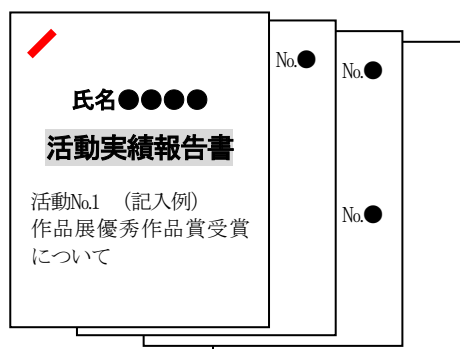 氏名●●●●
活動実績報告書
活動№1　（記入例）
作品展優秀作品賞受賞
について
№●
№●
№●